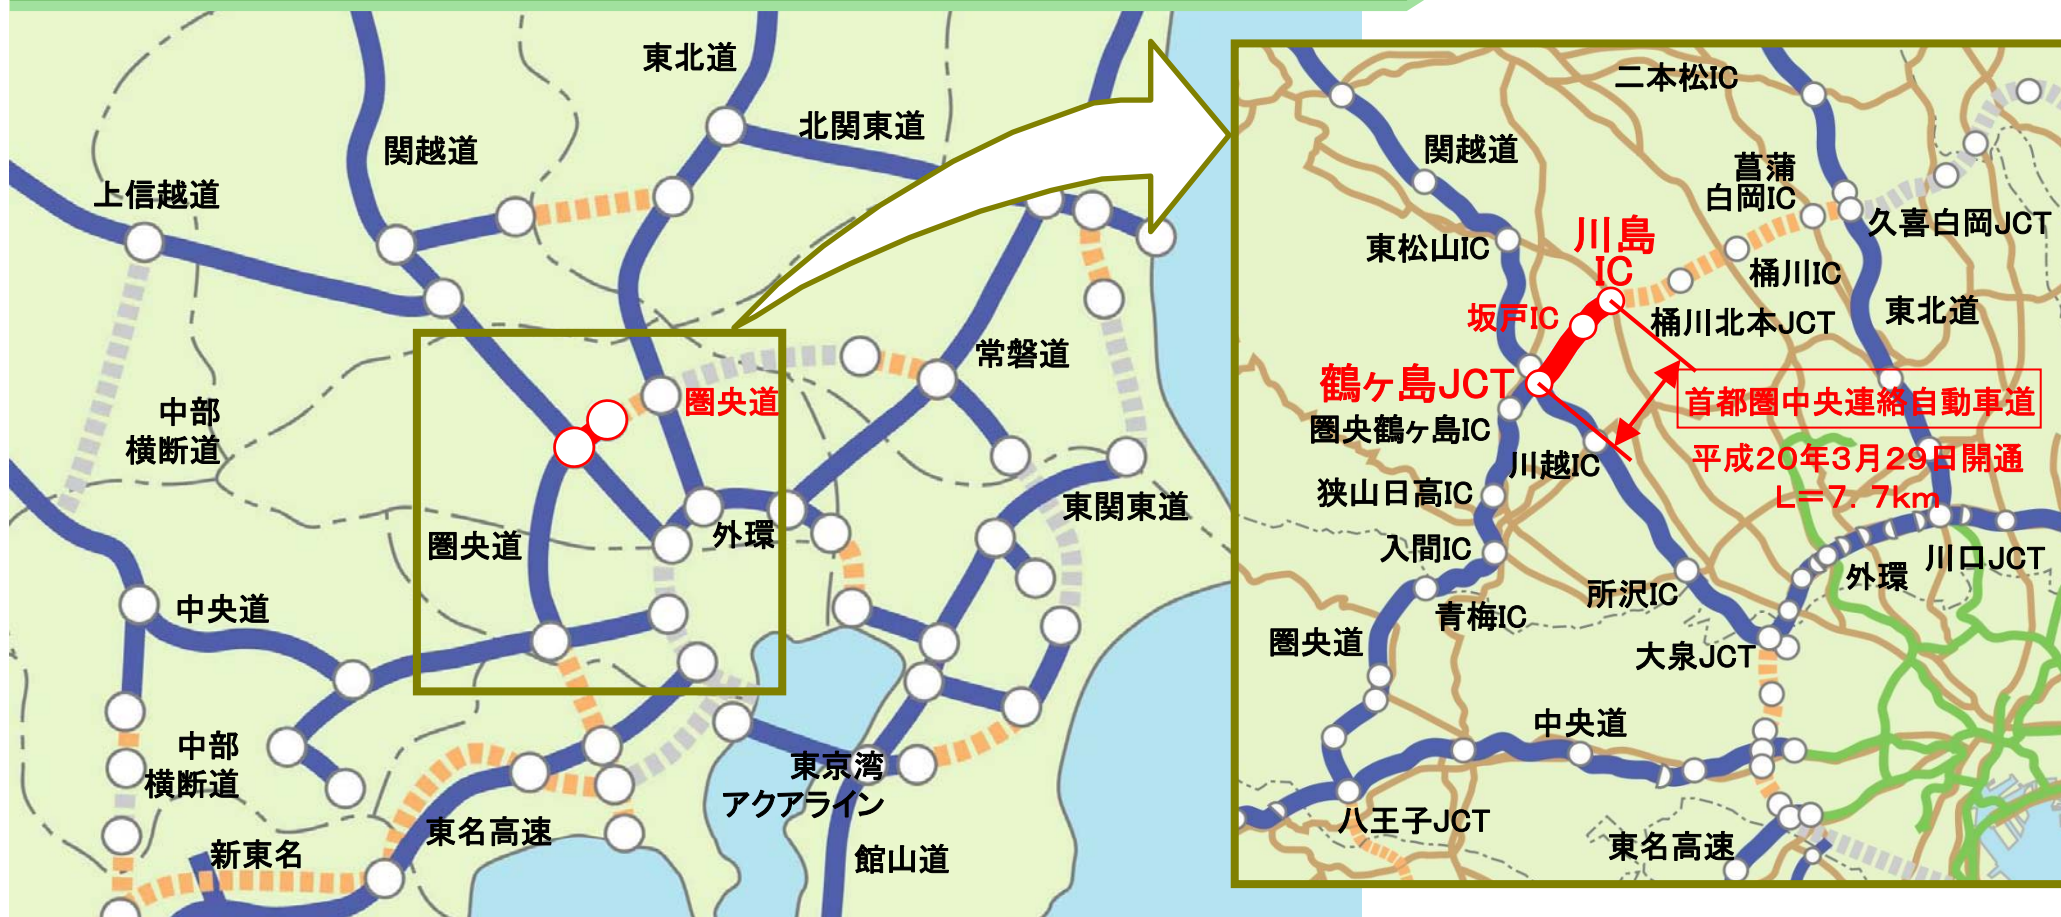 東北道
北関東道
関越道
上信越道
常磐道
圏央道
中部
横断道
東関東道
外環
圏央道
中央道
中部
横断道
東京湾
アクアライン
東名高速
新東名
館山道
二本松IC
関越道
菖蒲
白岡IC
久喜白岡JCT
東松山IC
川島
IC
桶川IC
坂戸IC
桶川北本JCT
東北道
鶴ヶ島JCT
首都圏中央連絡自動車道
圏央鶴ヶ島IC
平成20年3月29日開通
L=7.7km
川越IC
狭山日高IC
入間IC
川口JCT
外環
所沢IC
青梅IC
圏央道
大泉JCT
中央道
八王子JCT
東名高速